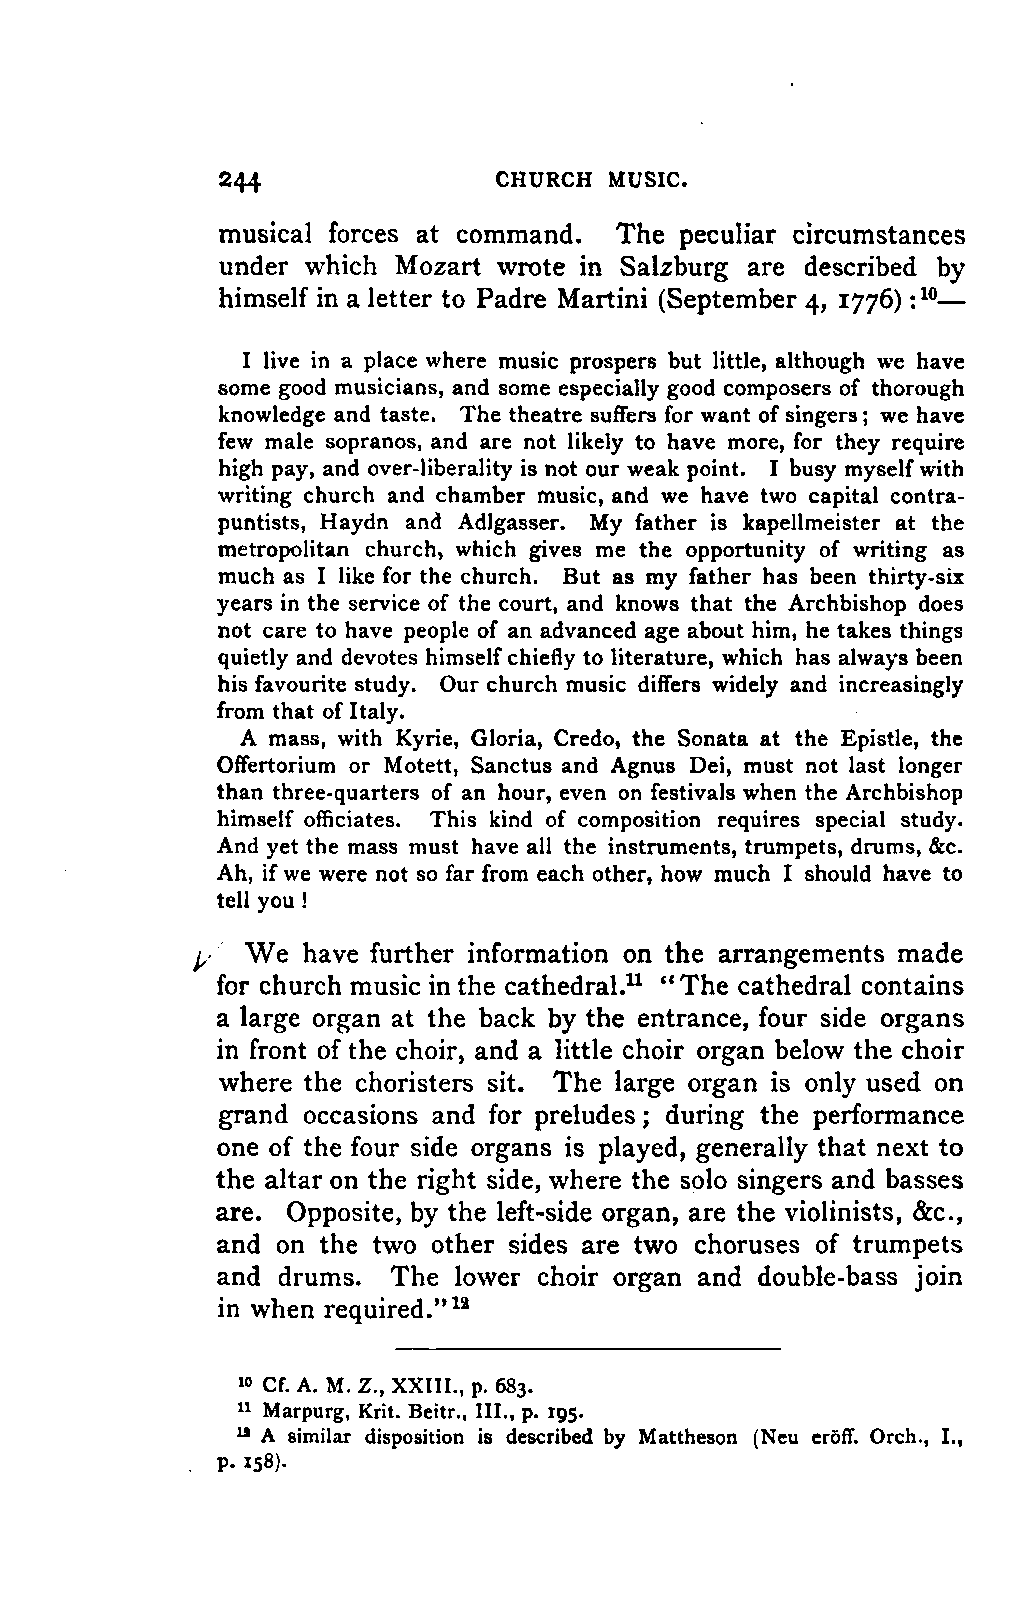 244 CHURCH MUSIC.
musical forces at command. The peculiar circumstances
under which Mozart wrote in Salzburg are described by
himself in a letter to Padre Martini (September 4, 1776) :¹⁰—
I live in a place where music prospers but little, although we have
some good musicians, and some especially good composers of thorough
knowledge and taste. The theatre suffers for want of singers; we have
few male sopranos, and are not likely to have more, for they require
high pay, and over-liberality is not our weak point. I busy myself with
writing church and chamber music, and we have two capital contra-
puntists, Haydn and Adlgasser. My father is kapellmeister at the
metropolitan church, which gives me the opportunity of writing as
much as I like for the church. But as my father has been thirty-six
years in the service of the court, and knows that the Archbishop does
not care to have people of an advanced age about him, he takes things
quietly and devotes himself chiefly to literature, which has always been
his favourite study. Our church music differs widely and increasingly
from that of Italy.
A mass, with Kyrie, Gloria, Credo, the Sonata at the Epistle, the
Offertorium or Motett, Sanctus and Agnus Dei, must not last longer
than three-quarters of an hour, even on festivals when the Archbishop
himself officiates. This kind of composition requires special study.
And yet the mass must have all the instruments, trumpets, drums, &c.
Ah, if we were not so far from each other, how much I should have to
tell you !
We have further information on the arrangements made
for church music in the cathedral.¹¹ "The cathedral contains
a large organ at the back by the entrance, four side organs
in front of the choir, and a little choir organ below the choir
where the choristers sit. The large organ is only used on
grand occasions and for preludes; during the performance
one of the four side organs is played, generally that next to
the altar on the right side, where the solo singers and basses
are. Opposite, by the left-side organ, are the violinists, &c.,
and on the two other sides are two choruses of trumpets
and drums. The lower choir organ and double-bass join
in when required."¹²
¹⁰ Cf. A. M. Z., XXIII., p. 683.
¹¹ Marpurg, Krit. Beitr., III., p. 195.
¹² A similar disposition is described by Mattheson (Neu eröff. Orch., I.,
p. 158).